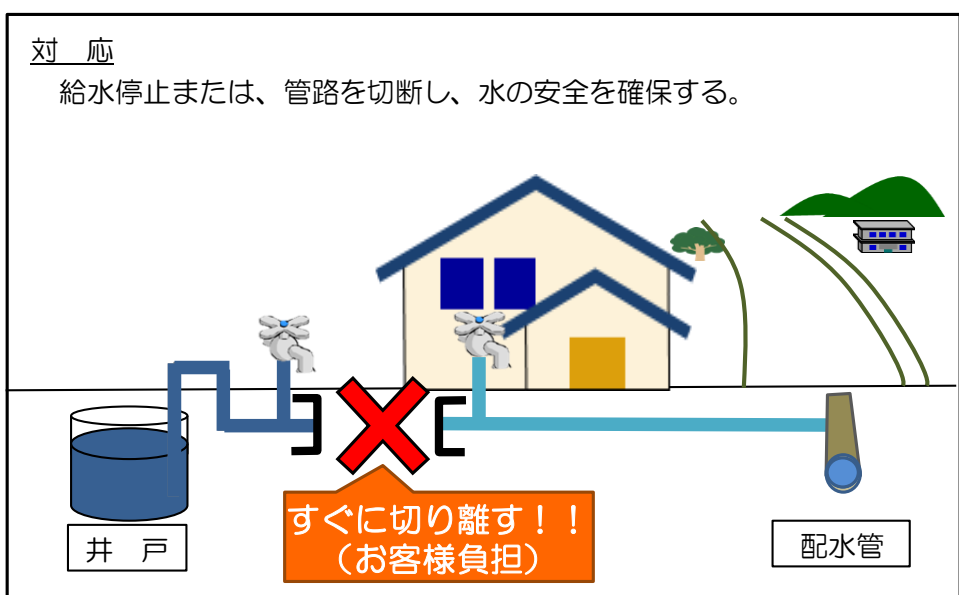 対　応
給水停止または、管路を切断し、水の安全を確保する。
すぐに切り離す！！
（お客様負担）
井　戸
配水管